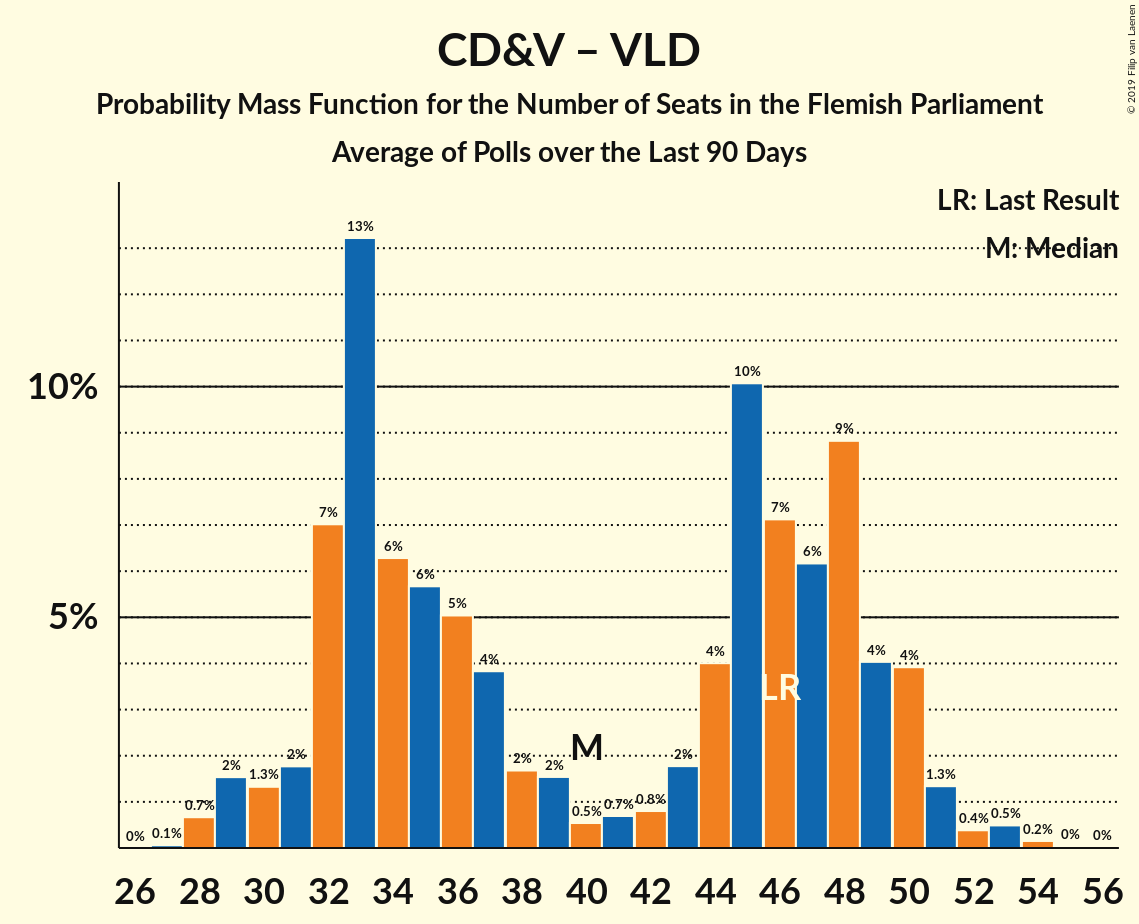 © 2019 Filip van Laenen
CD&V – VLD
Probability Mass Function for the Number of Seats in the Flemish Parliament
Average of Polls over the Last 90 Days
LR: Last Result
M: Median
10%
5%
0% 0.1% 0.7% 2% 1.3% 2% 7% 13% 6% 6% 5% 4% 2% 2% 0.5% 0.7% 0.8% 2% 4% 10% 7% 6% 9% 4% 4% 1.3% 0.4% 0.5% 0.2% 0% 0%
LR
M
26 28 30 32 34 36 38 40 42 44 46 48 50 52 54 56